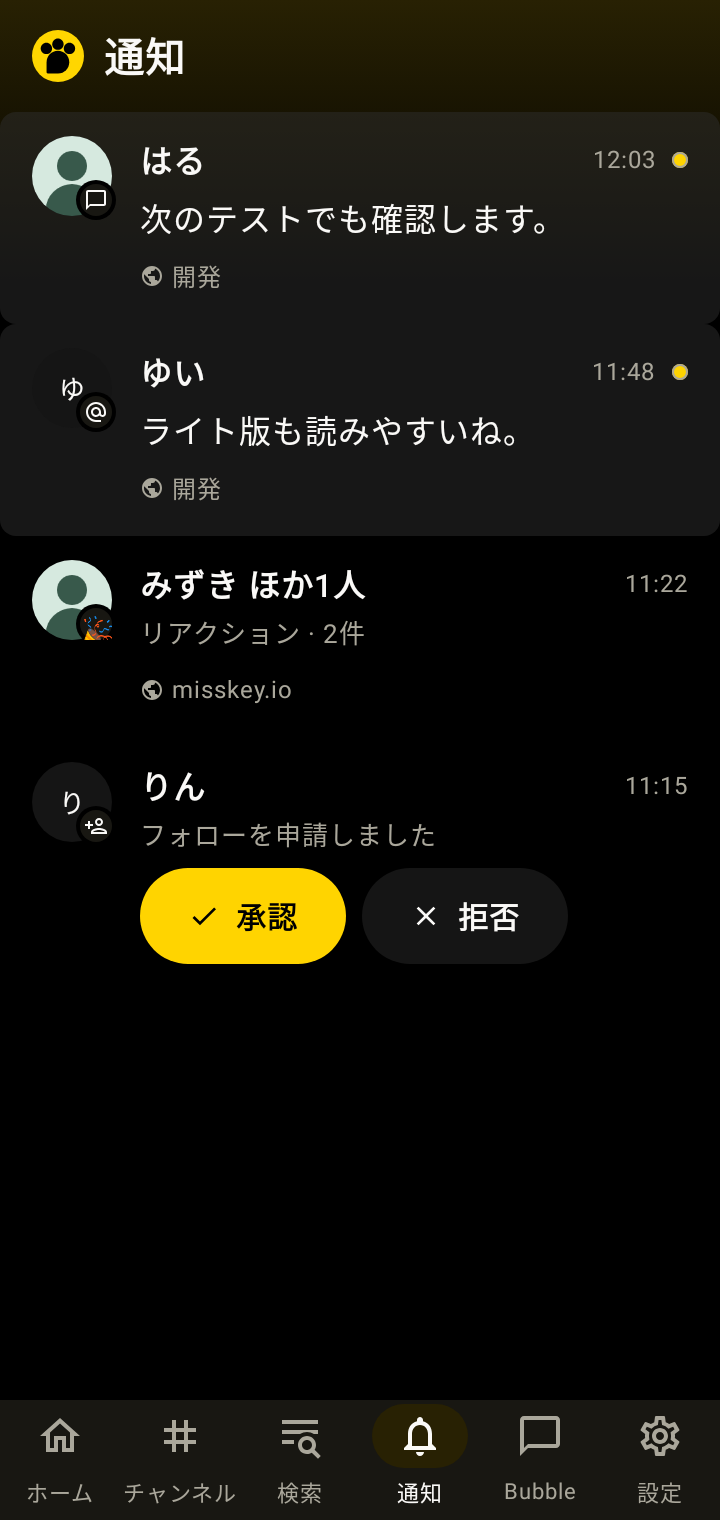 通知
はる 12:03
次のテストでも確認します。
開発
ゆ
ゆい 11:48
ライト版も読みやすいね。
開発
みずき ほか1人 11:22
リアクション · 2件
misskey.io
り
りん 11:15
フォローを申請しました
承認 拒否
ホーム チャンネル 検索 通知 Bubble 設定